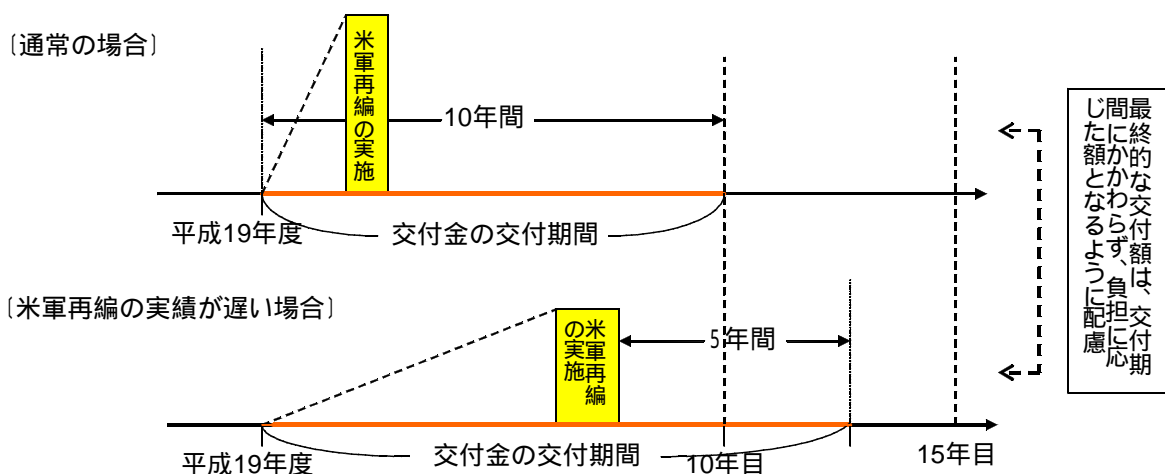 〔通常の場合〕
米軍再編の実施
10年間
平成19年度
交付金の交付期間
〔米軍再編の実績が遅い場合〕
米軍再編
の実施
5年間
平成19年度
交付金の交付期間
10年目
15年目
最終的な交付額は、交付期
間にかかわらず、負担に応
じた額となるように配慮